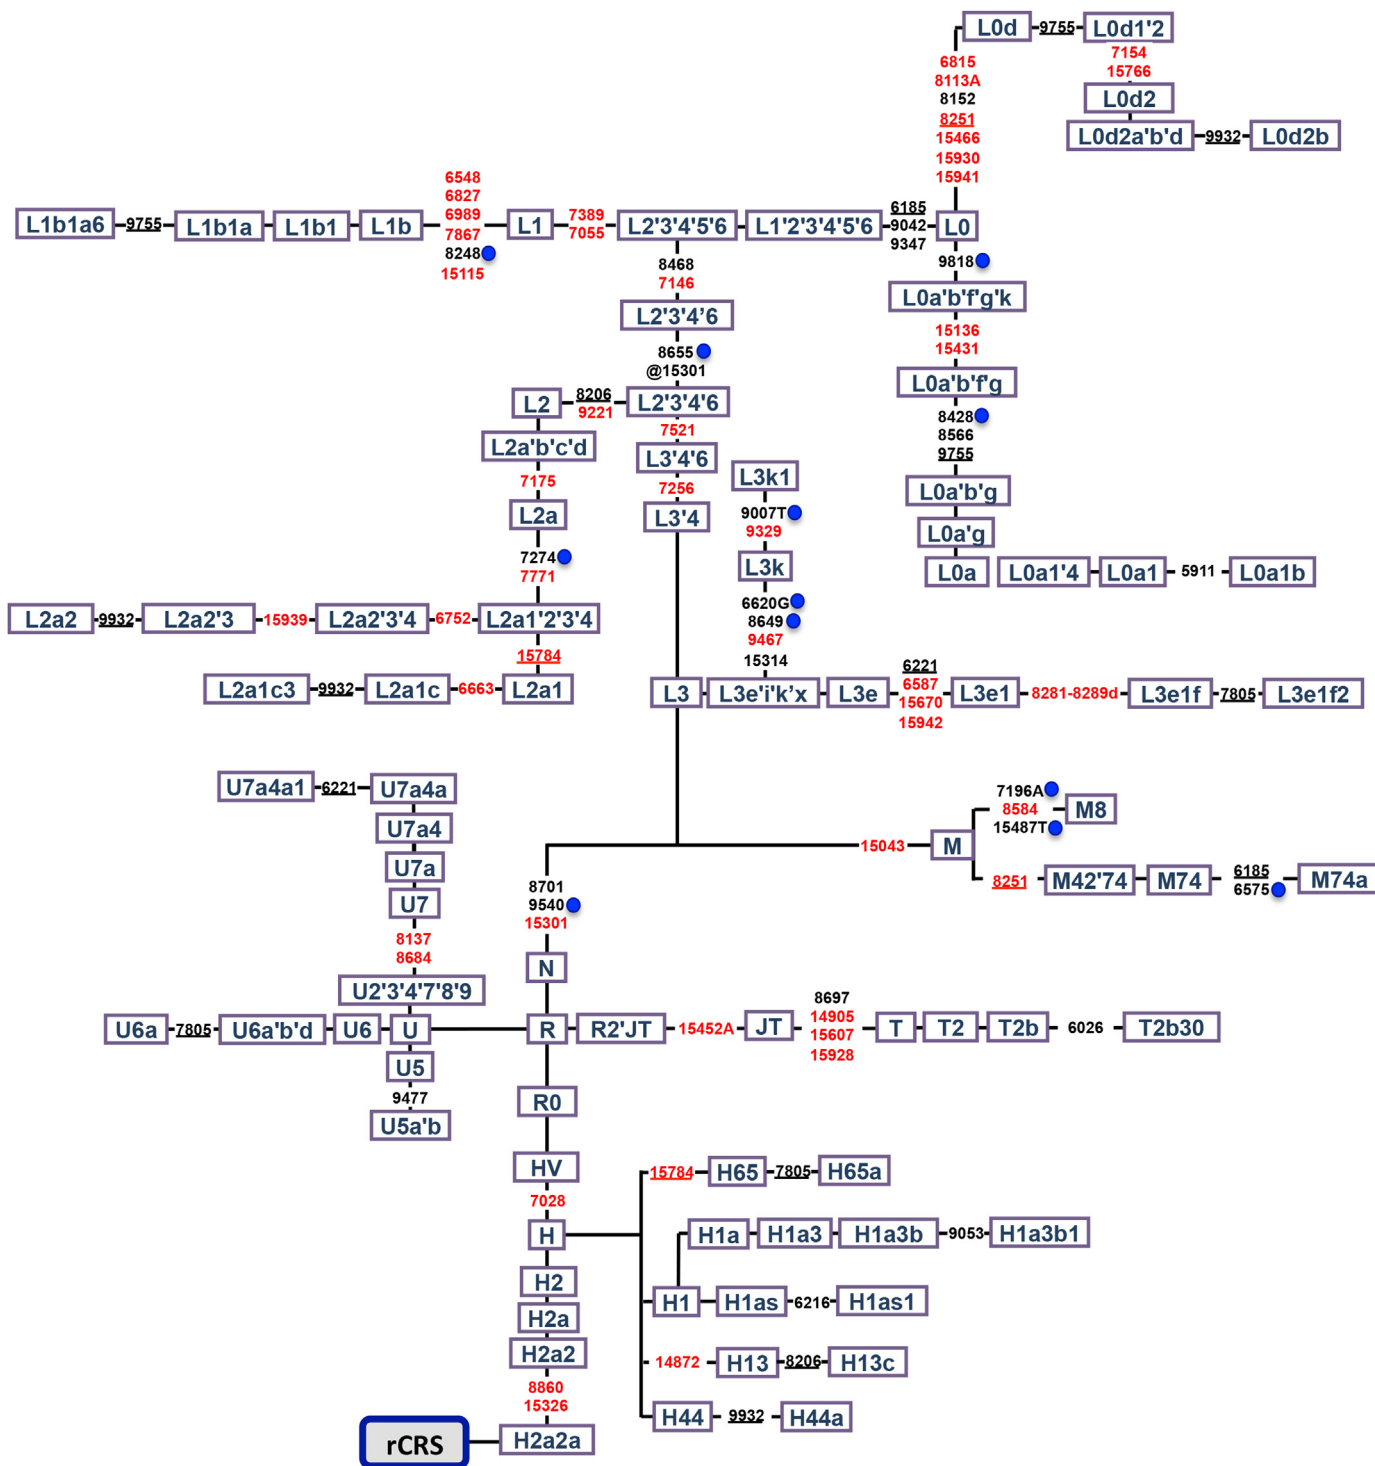 L0d 9755 L0d1'2
6815
8113A
8152
8251
15466
15930
15941
7154
15766
L0d2
L0d2a'b'd 9932 L0d2b
L1b1a6 9755 L1b1a L1b1 L1b
6548
6827
6989
7867
8248
15115
L1
7389
7055
L2'3'4'5'6 L1'2'3'4'5'6
6185
9042
9347
L0
9818
L0a'b'f'g'k
15136
15431
L0a'b'f'g
8428
8566
9755
L0a'b'g
L0a'g
L0a L0a1'4 L0a1 5911 L0a1b
8468
7146
L2'3'4’6
8655
@15301
L2
8206
9221
L2'3'4'6
7521
L3'4'6
7256
L3'4
L2a'b'c'd
7175
L2a
7274
7771
L2a2 9932 L2a2'3 15939 L2a2'3'4 6752 L2a1'2'3'4
15784
L2a1c3 9932 L2a1c 6663 L2a1
L3k1
9007T
9329
L3k
6620G
8649
9467
15314
L3 L3e'i'k’x L3e
6221
6587
15670
15942
L3e1 8281-8289d L3e1f 7805 L3e1f2
U7a4a1 6221 U7a4a
U7a4
U7a
U7
8137
8684
U2'3'4'7'8'9
15043 M
7196A
8584
15487T
M8
8251 M42'74 M74
6185
6575
M74a
8701
9540
15301
N
U6a 7805 U6a'b'd U6 U R R2'JT 15452A JT
8697
14905
15607
15928
T T2 T2b 6026 T2b30
U5
9477
U5a'b
R0
HV
7028
H
15784 H65 7805 H65a
H1a H1a3 H1a3b 9053 H1a3b1
H1 H1as 6216 H1as1
14872 H13 8206 H13c
H44 9932 H44a
H2
H2a
H2a2
8860
15326
rCRS H2a2a